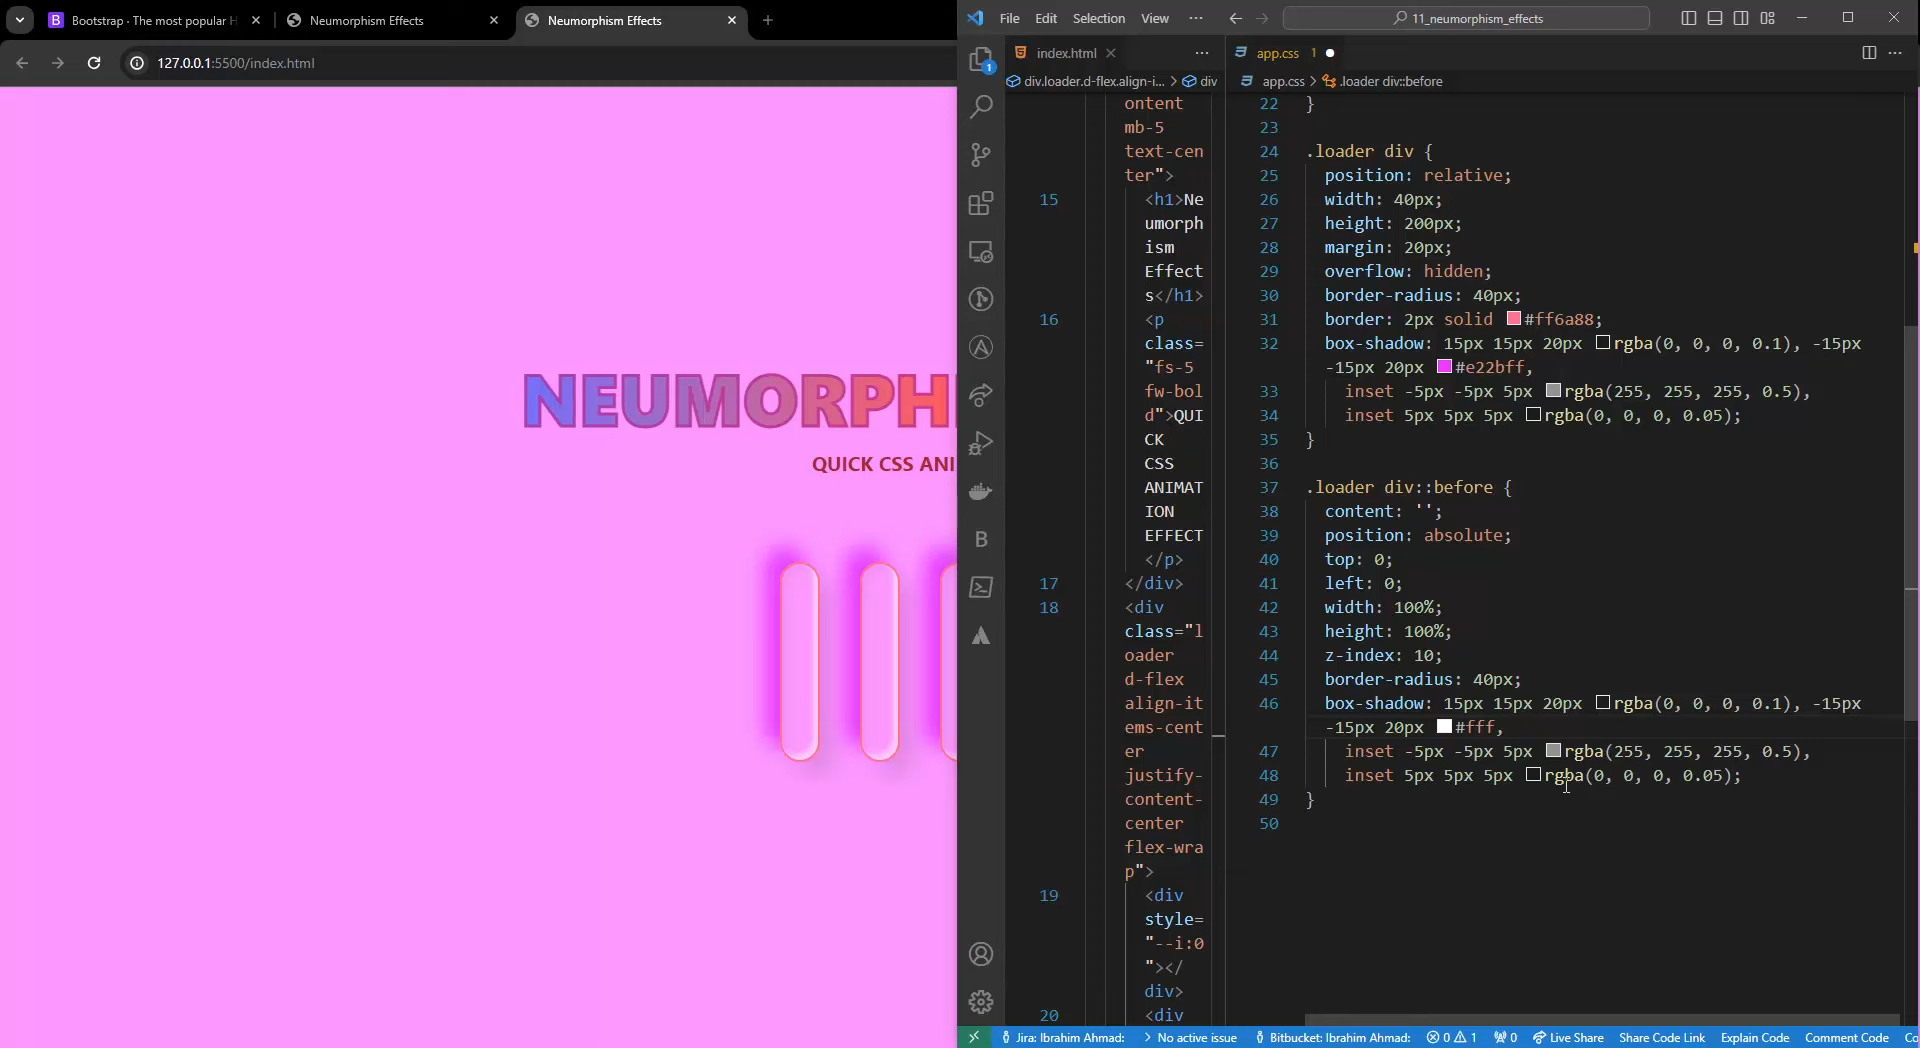 Bootstrap · The most popular H
Neumorphism Effects
Neumorphism Effects
127.0.0.1:5500/index.html
NEUMORPHI
QUICK CSS ANI
File Edit Selection View ···
11_neumorphism_effects
1
index.html
div.loader.d-flex.align-i... > div
ontent
mb-5
text-cen
ter">
15 <h1>Ne
umorph
ism
Effect
s</h1>
16 <p
class=
"fs-5
fw-bol
d">QUI
CK
CSS
ANIMAT
ION
EFFECT
</p>
17 </div>
18 <div
class="l
oader
d-flex
align-it
ems-cent
er
justify-
content-
center
flex-wra
p">
19 <div
style=
"--i:0
"></
div>
20 <div
app.css 1
app.css > .loader div::before
22 }
23
24 .loader div {
25 position: relative;
26 width: 40px;
27 height: 200px;
28 margin: 20px;
29 overflow: hidden;
30 border-radius: 40px;
31 border: 2px solid #ff6a88;
32 box-shadow: 15px 15px 20px rgba(0, 0, 0, 0.1), -15px
-15px 20px #e22bff,
33 inset -5px -5px 5px rgba(255, 255, 255, 0.5),
34 inset 5px 5px 5px rgba(0, 0, 0, 0.05);
35 }
36
37 .loader div::before {
38 content: '';
39 position: absolute;
40 top: 0;
41 left: 0;
42 width: 100%;
43 height: 100%;
44 z-index: 10;
45 border-radius: 40px;
46 box-shadow: 15px 15px 20px rgba(0, 0, 0, 0.1), -15px
-15px 20px #fff,
47 inset -5px -5px 5px rgba(255, 255, 255, 0.5),
48 inset 5px 5px 5px rgba(0, 0, 0, 0.05);
49 }
50
Jira: Ibrahim Ahmad: > No active issue Bitbucket: Ibrahim Ahmad: 0 1 0 Live Share Share Code Link Explain Code Comment Code Co